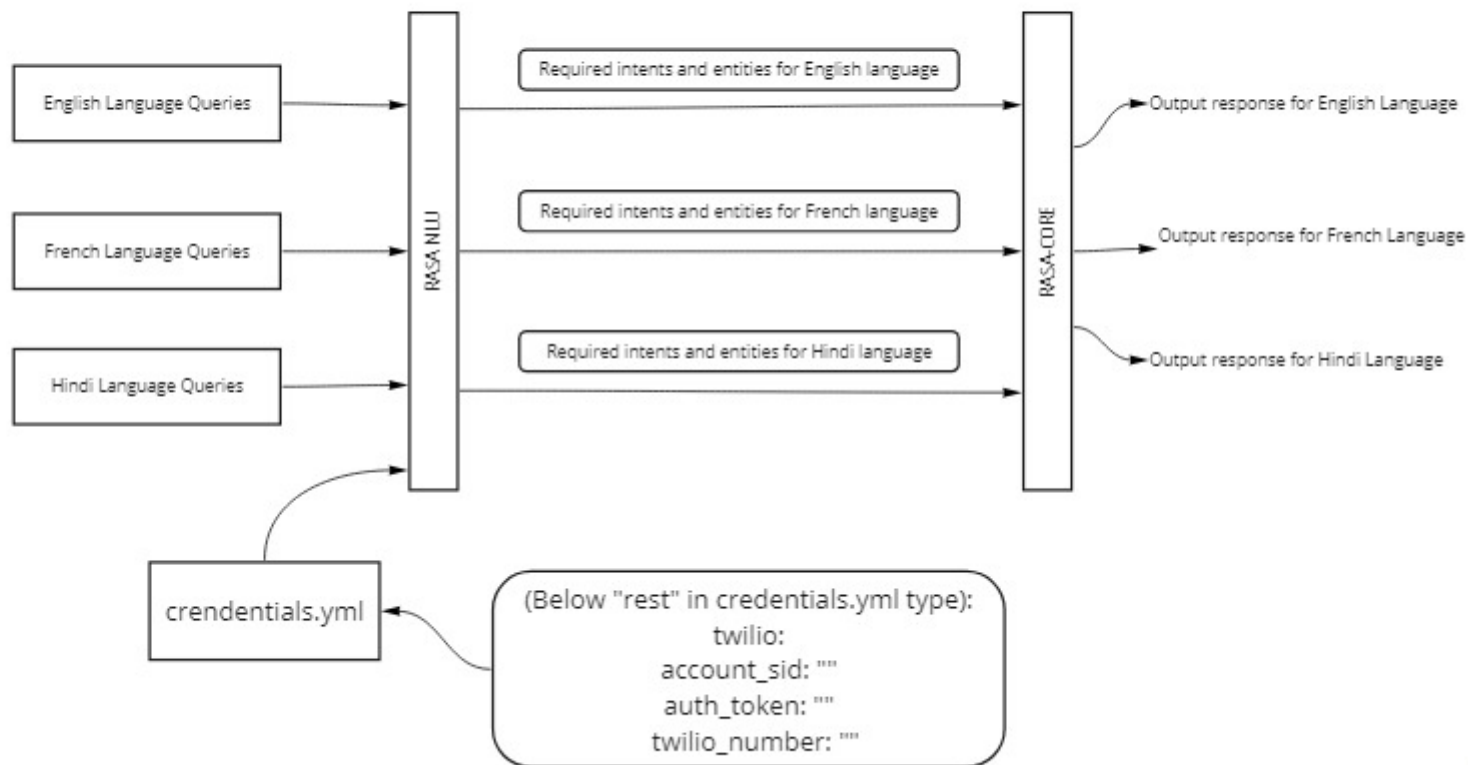 Required intents and entities for English language
English Language Queries
Output response for English Language
Required intents and entities for French language
French Language Queries
RASA NLU
RASA-CORE
Output response for French Language
Required intents and entities for Hindi language
Hindi Language Queries
Output response for Hindi Language
crendentials.yml
(Below "rest" in credentials.yml type):
twilio:
account_sid: ""
auth_token: ""
twilio_number: ""